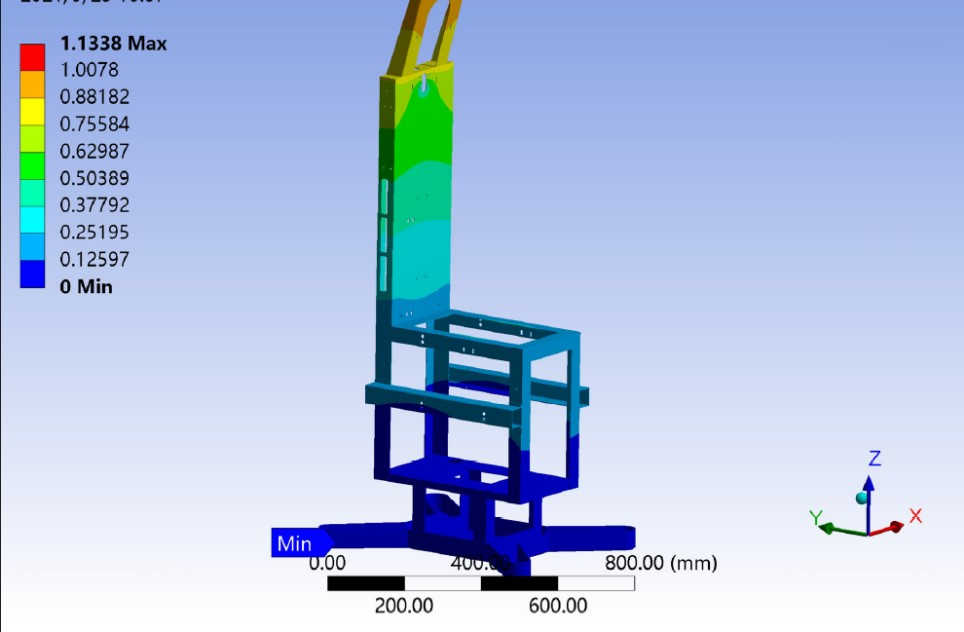 1.1338 Max
1.0078
0.88182
0.75584
0.62987
0.50389
0.37792
0.25195
0.12597
0 Min
Z
Y
X
Min
0.00
400.00
800.00 (mm)
200.00
600.00